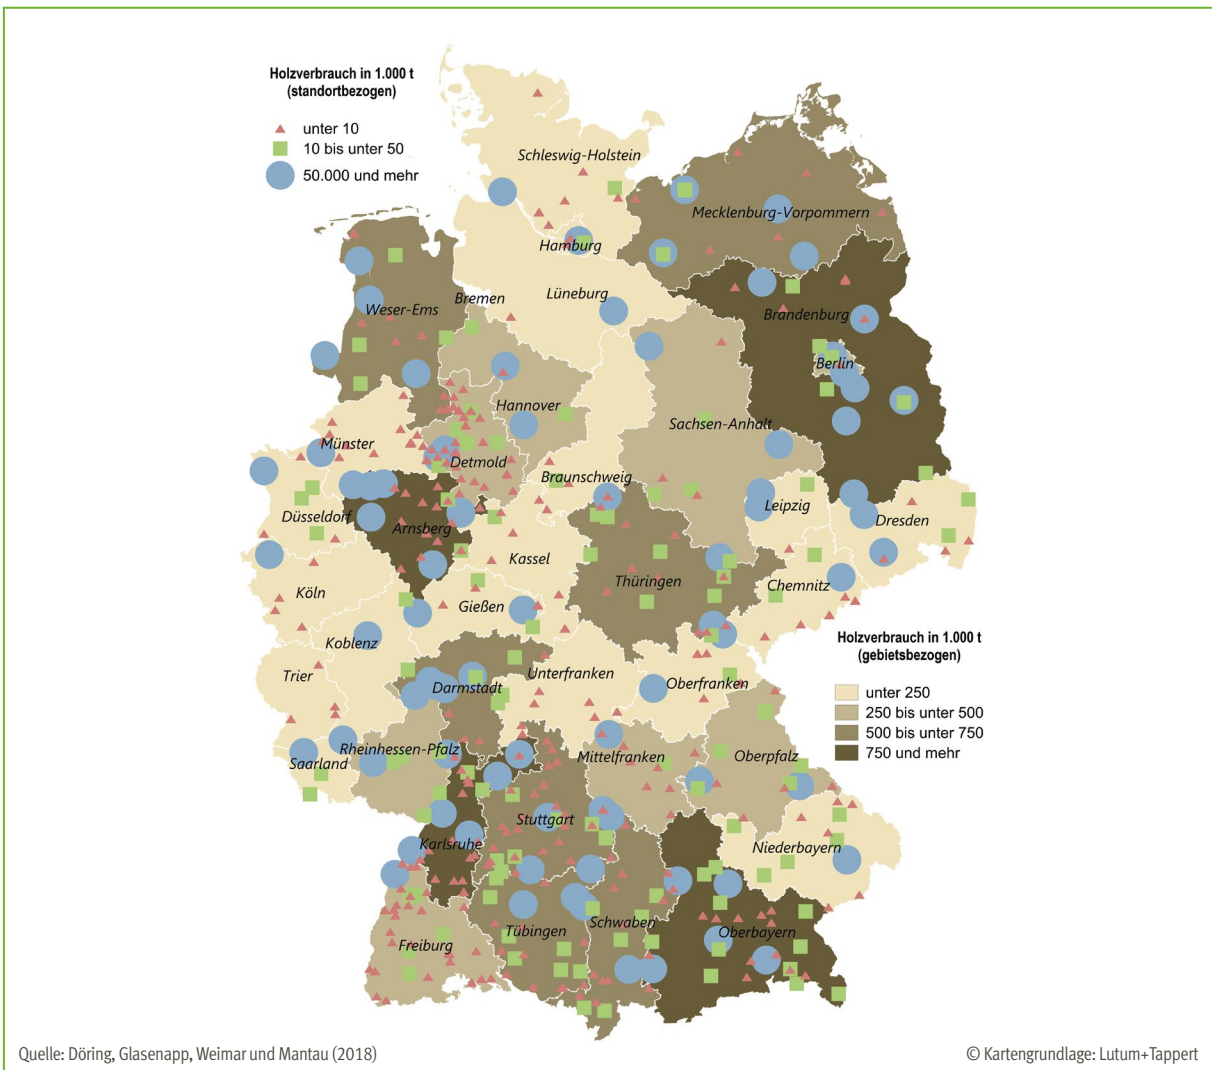 Holzverbrauch in 1.000 t
(standortbezogen)
unter 10
10 bis unter 50
50.000 und mehr
Schleswig-Holstein
Mecklenburg-Vorpommern
Hamburg
Lüneburg
Bremen
Weser-Ems
Brandenburg
Berlin
Hannover
Sachsen-Anhalt
Münster
Detmold
Braunschweig
Leipzig
Düsseldorf
Arnsberg
Dresden
Kassel
Thüringen
Chemnitz
Köln
Gießen
Koblenz
Holzverbrauch in 1.000 t
(gebietsbezogen)
unter 250
250 bis unter 500
500 bis unter 750
750 und mehr
Trier
Unterfranken
Darmstadt
Oberfranken
Rheinhessen-Pfalz
Saarland
Mittelfranken
Oberpfalz
Stuttgart
Karlsruhe
Niederbayern
Schwaben
Tübingen
Oberbayern
Freiburg
Quelle: Döring, Glasenapp, Weimar und Mantau (2018)
© Kartengrundlage: Lutum+Tappert